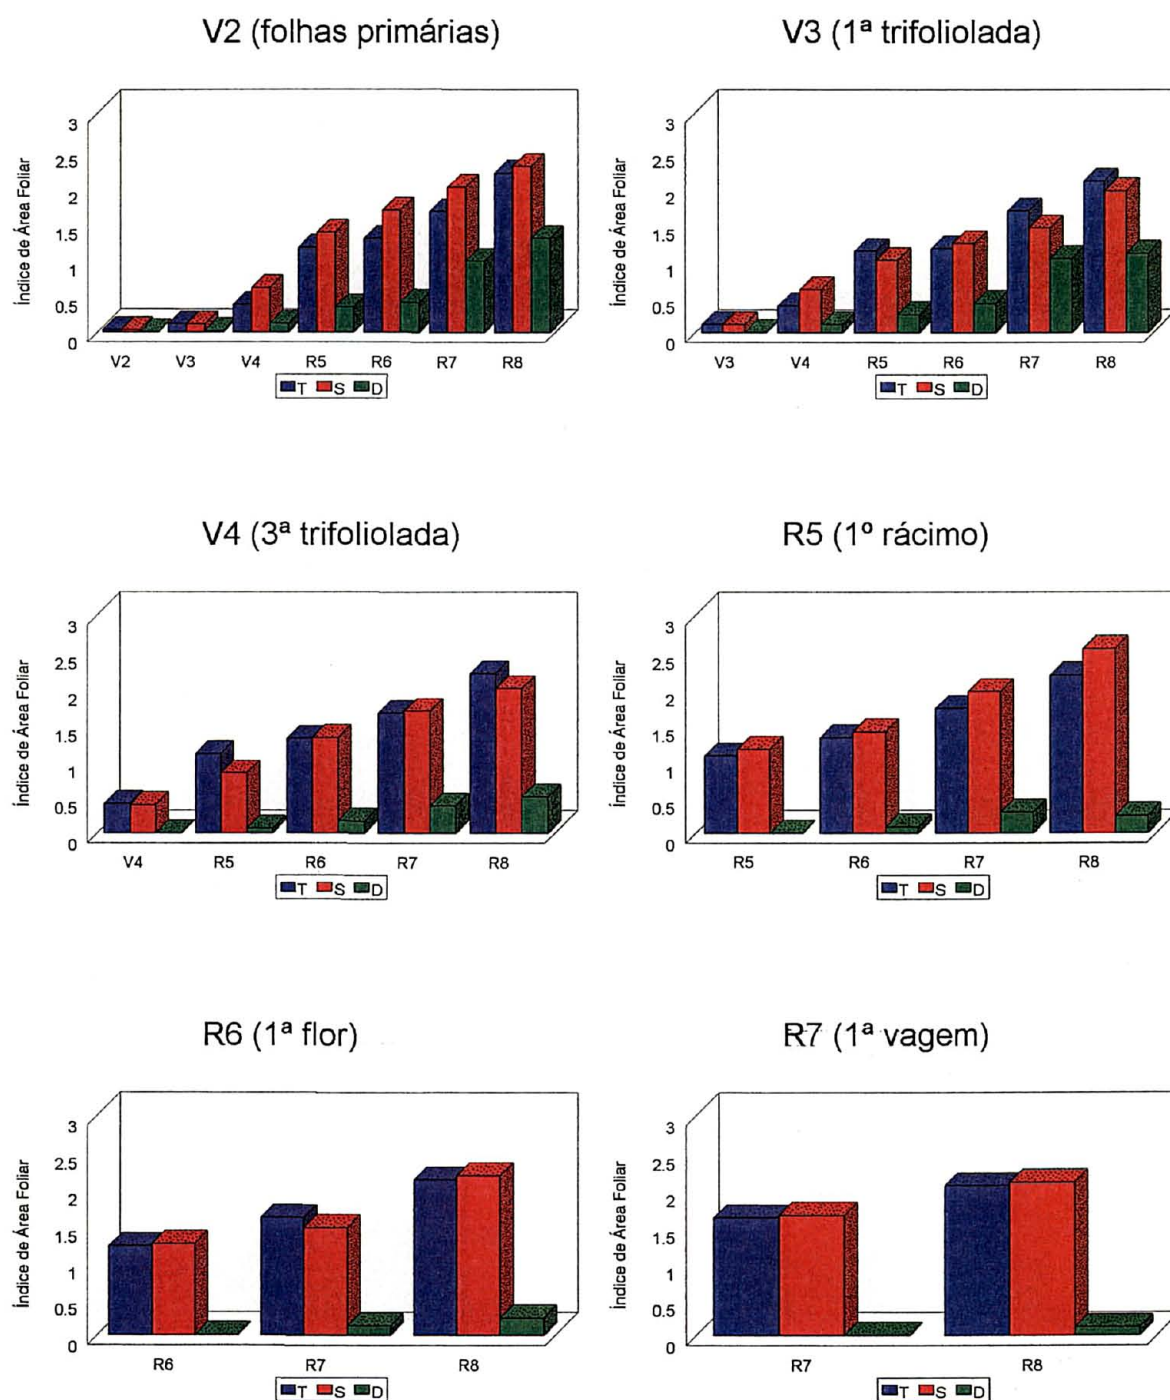 V2 (folhas primárias)
Índice de Área Foliar
3
2.5
2
1.5
1
0.5
0
V2 V3 V4 R5 R6 R7 R8
T S D
V3 (1ª trifoliolada)
Índice de Área Foliar
3
2.5
2
1.5
1
0.5
0
V3 V4 R5 R6 R7 R8
T S D
V4 (3ª trifoliolada)
Índice de Área Foliar
3
2.5
2
1.5
1
0.5
0
V4 R5 R6 R7 R8
T S D
R5 (1º rácimo)
Índice de Área Foliar
3
2.5
2
1.5
1
0.5
0
R5 R6 R7 R8
T S D
R6 (1ª flor)
Índice de Área Foliar
3
2.5
2
1.5
1
0.5
0
R6 R7 R8
T S D
R7 (1ª vagem)
Índice de Área Foliar
3
2.5
2
1.5
1
0.5
0
R7 R8
T S D